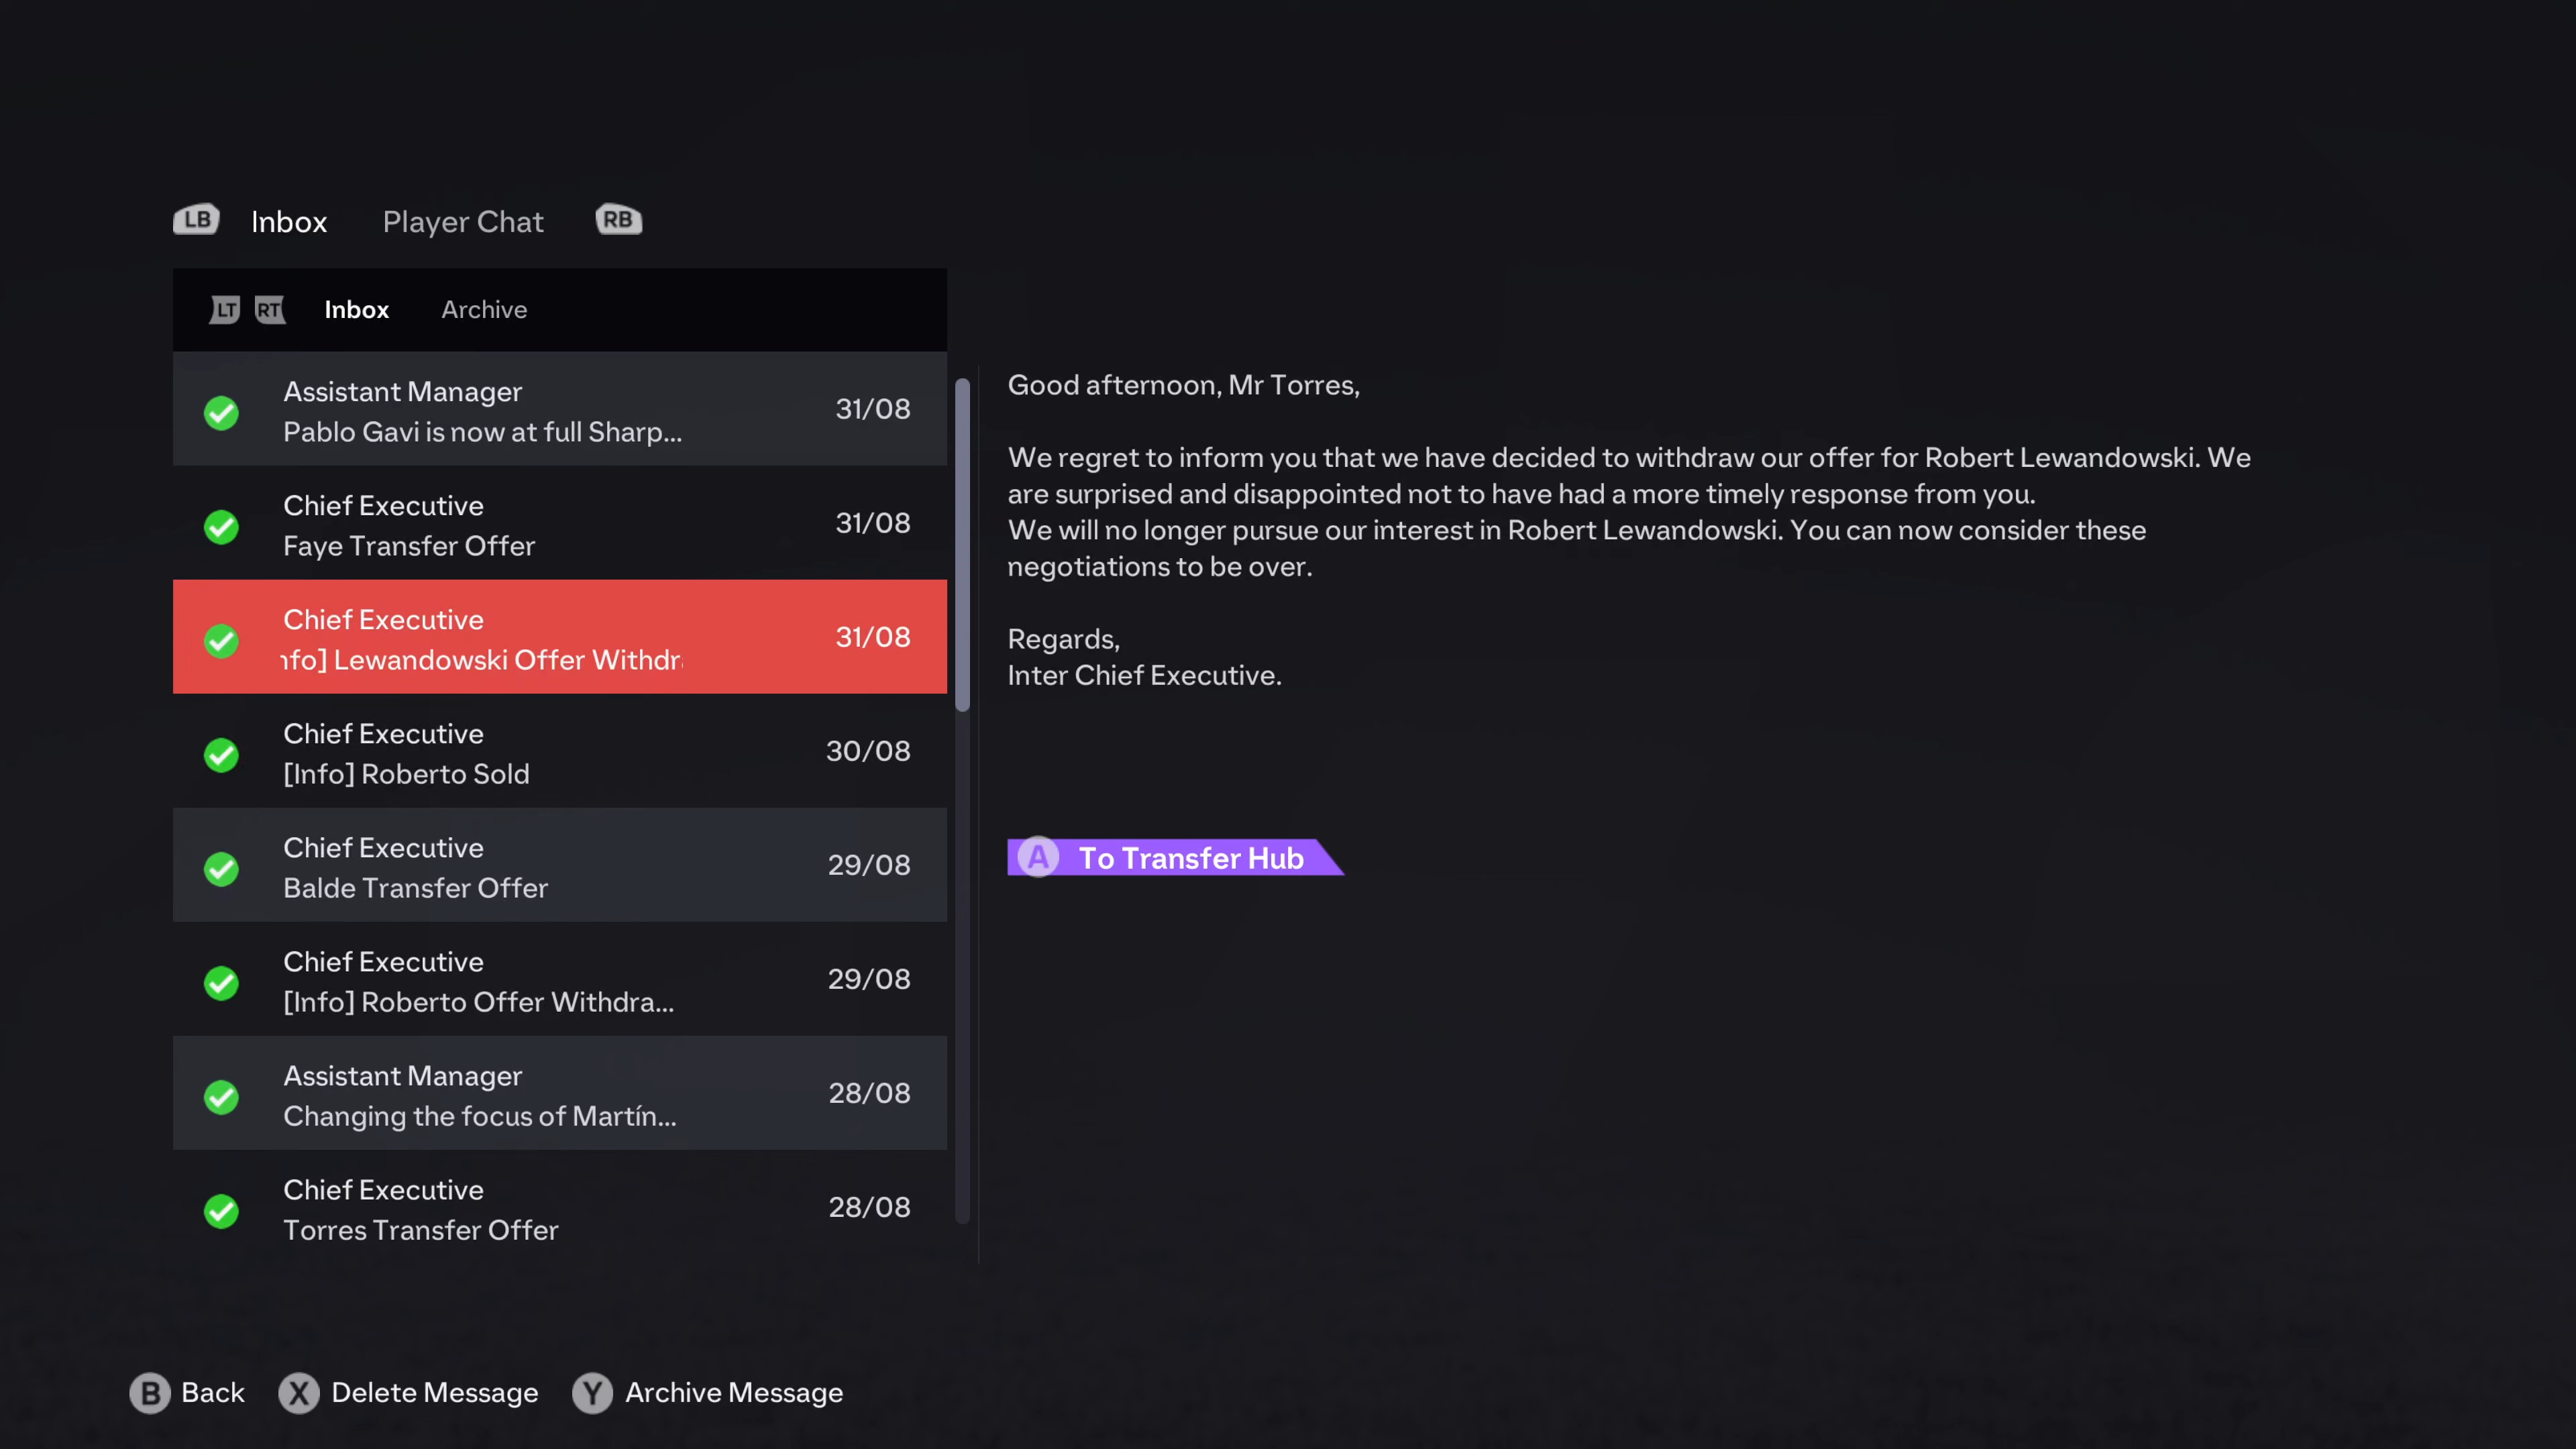 LB Inbox Player Chat RB
LT RT Inbox Archive
Assistant Manager
Pablo Gavi is now at full Sharp...
31/08
Chief Executive
Faye Transfer Offer
31/08
Chief Executive
nfo] Lewandowski Offer Withdr
31/08
Chief Executive
[Info] Roberto Sold
30/08
Chief Executive
Balde Transfer Offer
29/08
Chief Executive
[Info] Roberto Offer Withdra...
29/08
Assistant Manager
Changing the focus of Martín...
28/08
Chief Executive
Torres Transfer Offer
28/08
Good afternoon, Mr Torres,
We regret to inform you that we have decided to withdraw our offer for Robert Lewandowski. We
are surprised and disappointed not to have had a more timely response from you.
We will no longer pursue our interest in Robert Lewandowski. You can now consider these
negotiations to be over.
Regards,
Inter Chief Executive.
A To Transfer Hub
B Back X Delete Message Y Archive Message